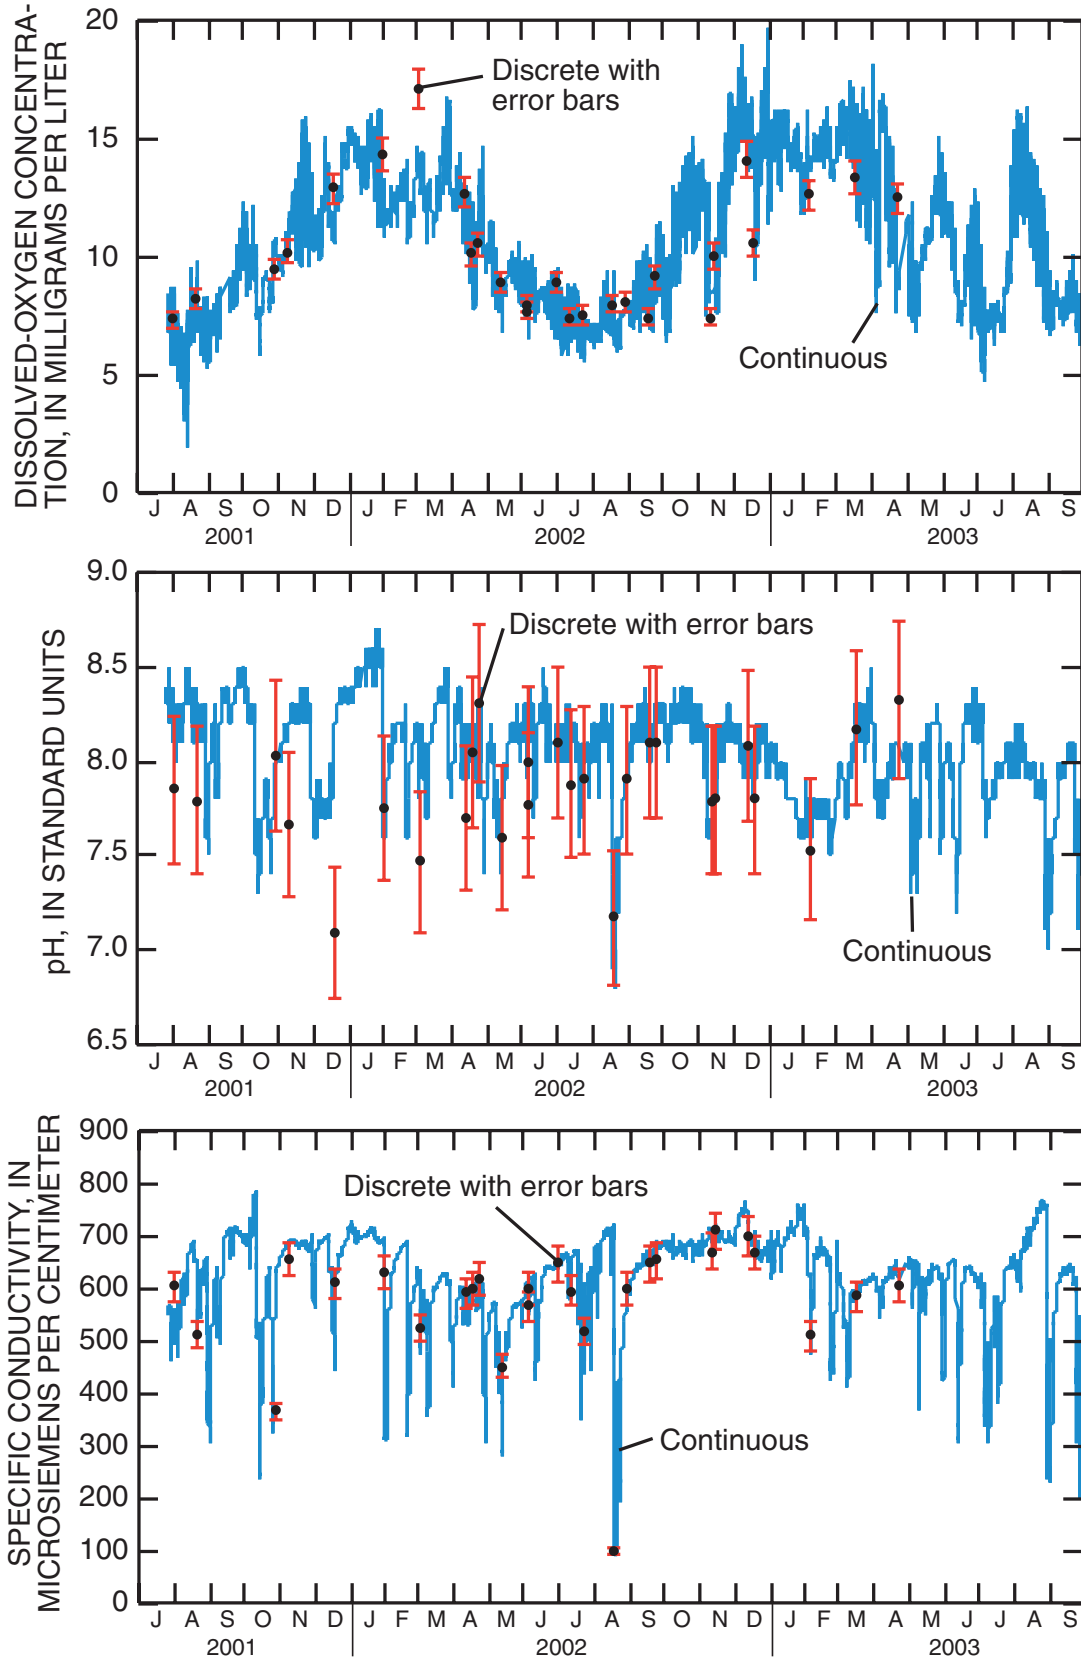 DISSOLVED-OXYGEN CONCENTRA-
TION, IN MILLIGRAMS PER LITER
20
15
10
5
0
Discrete with
error bars
Continuous
J A S O N D J F M A M J J A S O N D J F M A M J J A S
2001 2002 2003
pH, IN STANDARD UNITS
9.0
8.5
8.0
7.5
7.0
6.5
Discrete with error bars
Continuous
J A S O N D J F M A M J J A S O N D J F M A M J J A S
2001 2002 2003
SPECIFIC CONDUCTIVITY, IN
MICROSIEMENS PER CENTIMETER
900
800
700
600
500
400
300
200
100
0
Discrete with error bars
Continuous
J A S O N D J F M A M J J A S O N D J F M A M J J A S
2001 2002 2003